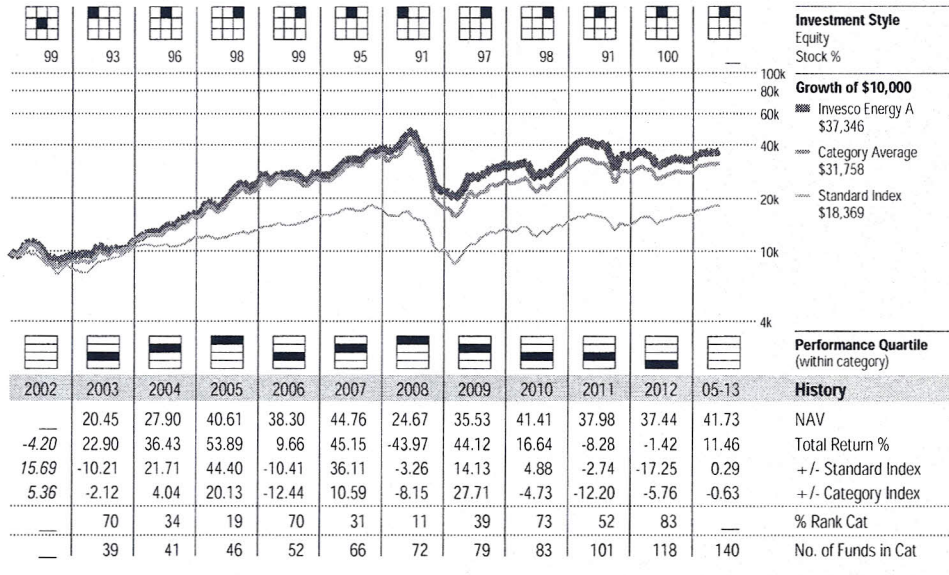 Investment Style
Equity
99 93 96 98 99 95 91 97 98 91 100 — Stock %
100k
80k
60k
40k
20k
10k
4k
Growth of $10,000
Invesco Energy A
$37,346
Category Average
$31,758
Standard Index
$18,369
Performance Quartile
(within category)
2002 2003 2004 2005 2006 2007 2008 2009 2010 2011 2012 05-13 History
— 20.45 27.90 40.61 38.30 44.76 24.67 35.53 41.41 37.98 37.44 41.73 NAV
-4.20 22.90 36.43 53.89 9.66 45.15 -43.97 44.12 16.64 -8.28 -1.42 11.46 Total Return %
15.69 -10.21 21.71 44.40 -10.41 36.11 -3.26 14.13 4.88 -2.74 -17.25 0.29 +/- Standard Index
5.36 -2.12 4.04 20.13 -12.44 10.59 -8.15 27.71 -4.73 -12.20 -5.76 -0.63 +/- Category Index
— 70 34 19 70 31 11 39 73 52 83 — % Rank Cat
— 39 41 46 52 66 72 79 83 101 118 140 No. of Funds in Cat